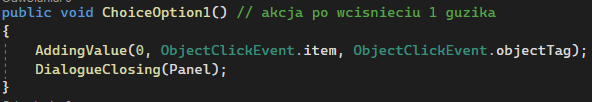 public void ChoiceOption1() // akcja po wcisnieciu 1 guzika
{
AddingValue(0, ObjectClickEvent.item, ObjectClickEvent.objectTag);
DialogueClosing(Panel);
}